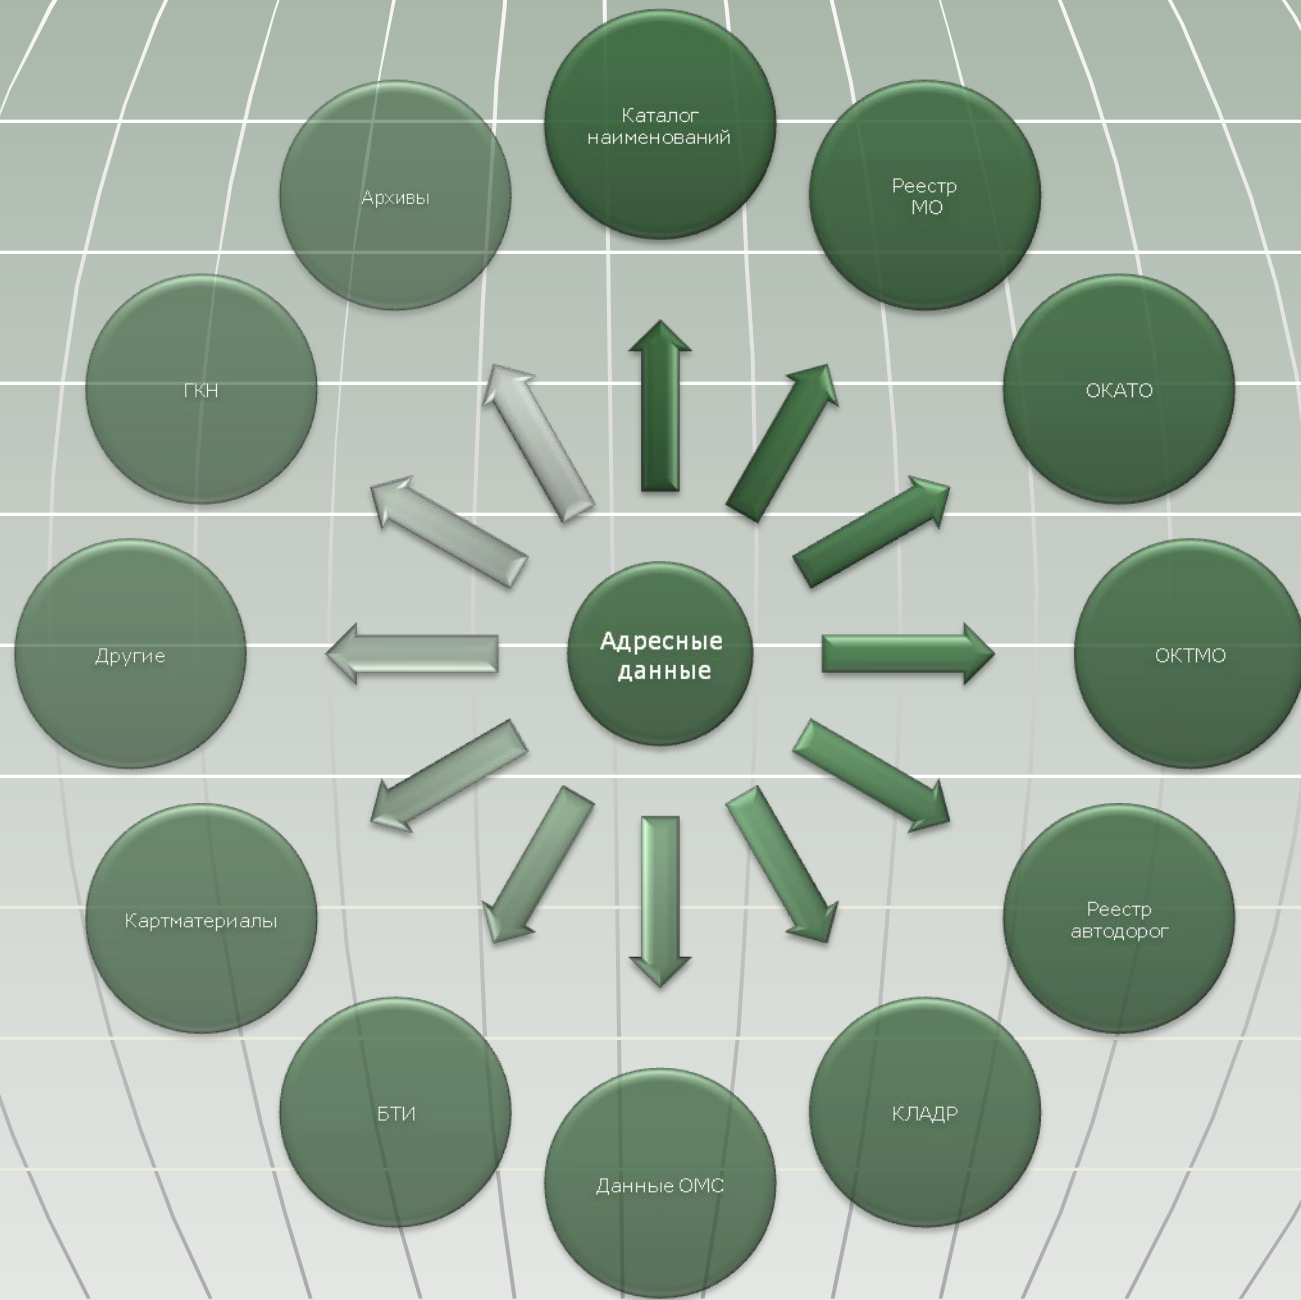 Каталог
наименований
Реестр
МО
Архивы
ОКАТО
ГКН
Адресные
данные
Другие
ОКТМО
Картматериалы
Реестр
автодорог
БТИ
КЛАДР
Данные ОМС